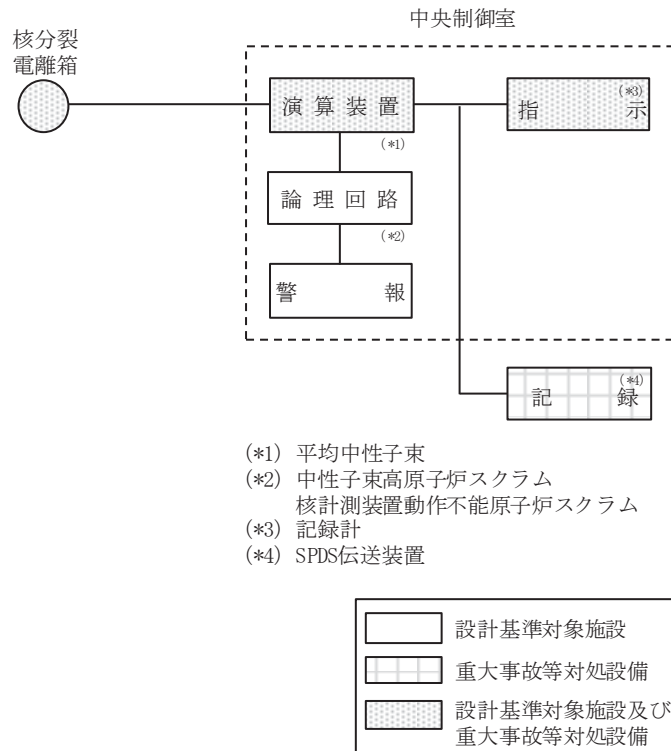 中央制御室
核分裂
電離箱
演算装置
(*3)
指示
(*1)
論理回路
(*2)
警報
(*4)
記録
(*1) 平均中性子束
(*2) 中性子束高原子炉スクラム
核計測装置動作不能原子炉スクラム
(*3) 記録計
(*4) SPDS伝送装置
設計基準対象施設
重大事故等対処設備
設計基準対象施設及び
重大事故等対処設備